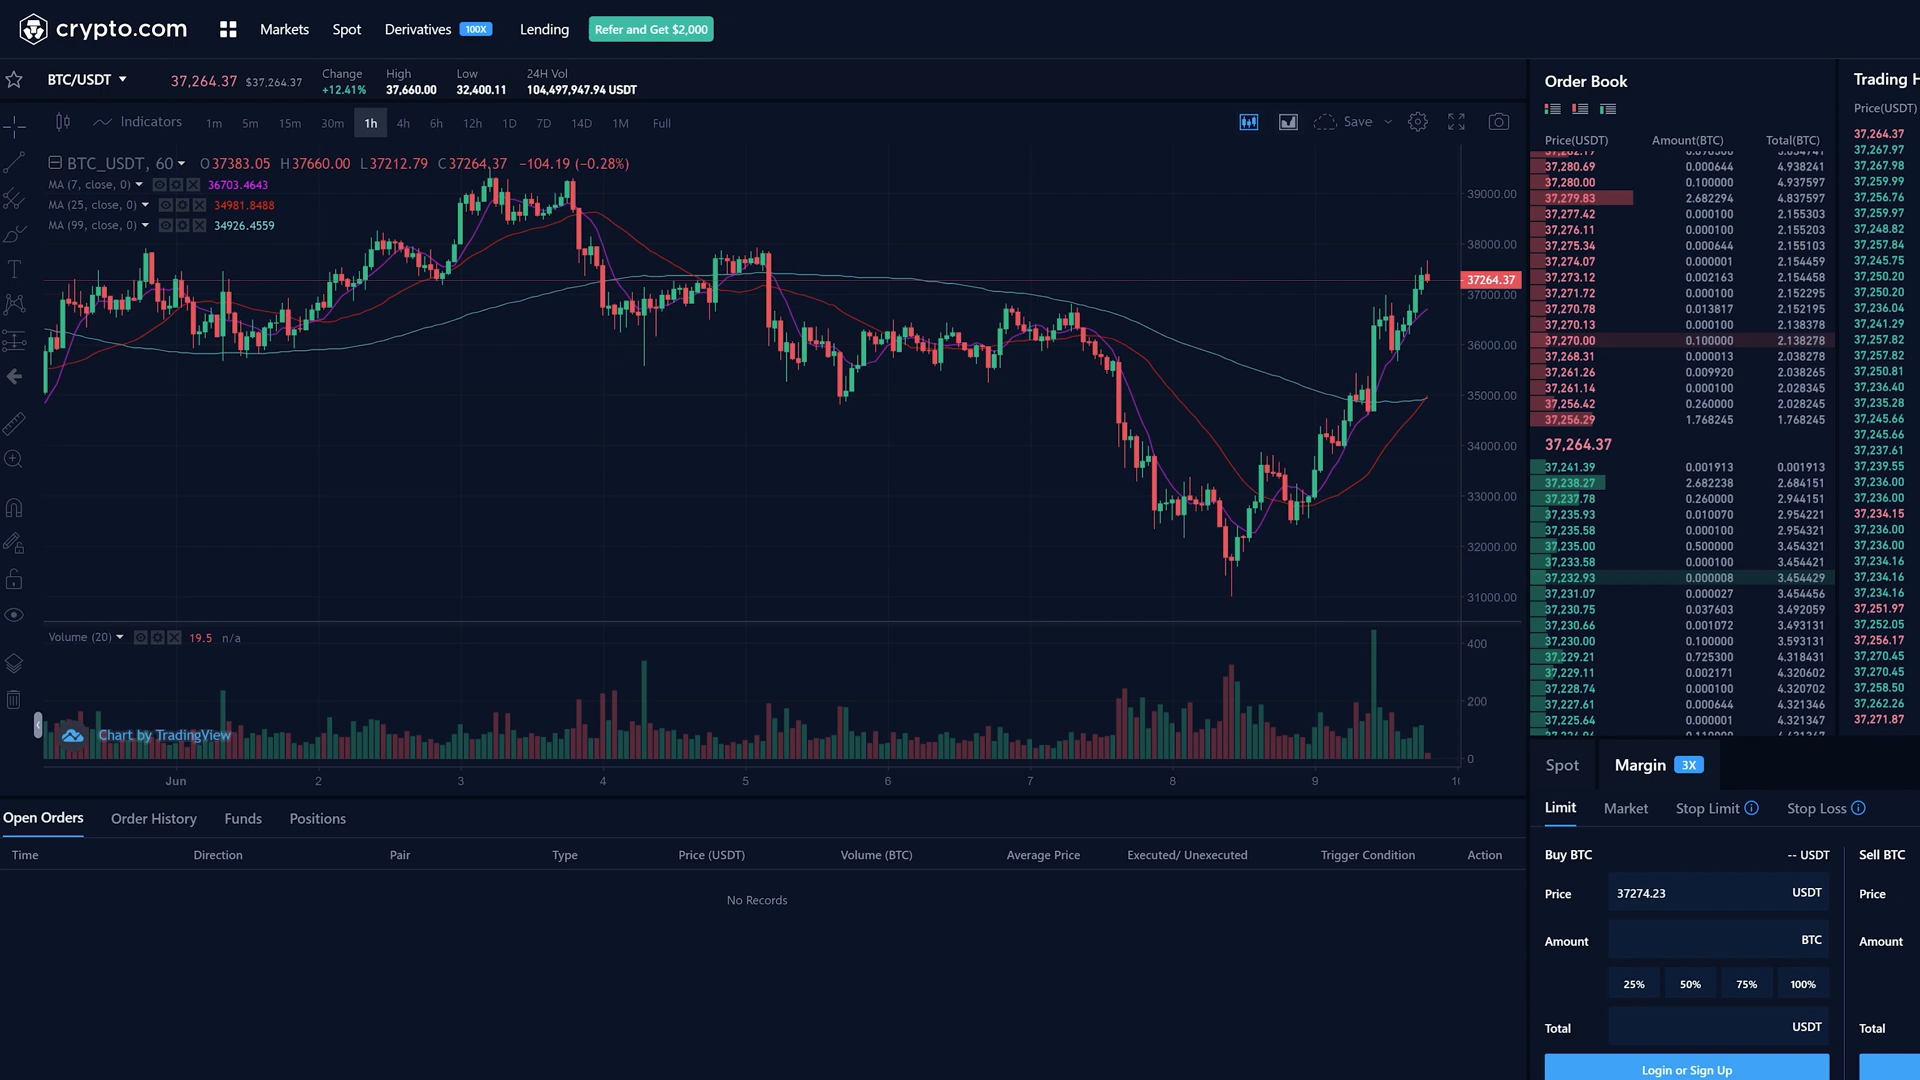 crypto.com Markets Spot Derivatives 100X Lending Refer and Get $2,000
BTC/USDT 37,264.37 $37,264.37
Change High Low 24H Vol
+12.41% 37,660.00 32,400.11 104,497,947.94 USDT
Indicators 1m 5m 15m 30m 1h 4h 6h 12h 1D 7D 14D 1M Full Save
BTC_USDT, 60 O37383.05 H37660.00 L37212.79 C37264.37 −104.19 (−0.28%)
MA (7, close, 0) 36703.4643
MA (25, close, 0) 34981.8488
MA (99, close, 0) 34926.4559
39000.00
38000.00
37264.37
37000.00
36000.00
35000.00
34000.00
33000.00
32000.00
31000.00
Volume (20) 19.5 n/a
400
200
0
Chart by TradingView
Jun 2 3 4 5 6 7 8 9
Open Orders Order History Funds Positions
Time Direction Pair Type Price (USDT) Volume (BTC) Average Price Executed/ Unexecuted Trigger Condition Action
No Records
Order Book
Price(USDT) Amount(BTC) Total(BTC)
37,280.69 0.000644 4.938241
37,280.00 0.100000 4.937597
37,279.83 2.682294 4.837597
37,277.42 0.000100 2.155303
37,276.11 0.000100 2.155203
37,275.34 0.000644 2.155103
37,274.07 0.000001 2.154459
37,273.12 0.002163 2.154458
37,271.72 0.000100 2.152295
37,270.78 0.013817 2.152195
37,270.13 0.000100 2.138378
37,270.00 0.100000 2.138278
37,268.31 0.000013 2.038278
37,261.26 0.009920 2.038265
37,261.14 0.000100 2.028345
37,256.42 0.260000 2.028245
37,256.29 1.768245 1.768245
37,264.37
37,241.39 0.001913 0.001913
37,238.27 2.682238 2.684151
37,237.78 0.260000 2.944151
37,235.93 0.010070 2.954221
37,235.58 0.000100 2.954321
37,235.00 0.500000 3.454321
37,233.58 0.000100 3.454421
37,232.93 0.000008 3.454429
37,231.07 0.000027 3.454456
37,230.75 0.037603 3.492059
37,230.66 0.001072 3.493131
37,230.00 0.100000 3.593131
37,229.21 0.725300 4.318431
37,229.11 0.002171 4.320602
37,228.74 0.000100 4.320702
37,227.61 0.000644 4.321346
37,225.64 0.000001 4.321347
Trading H
Price(USDT)
37,264.37
37,267.97
37,267.98
37,259.99
37,256.76
37,259.97
37,248.82
37,257.84
37,245.75
37,250.20
37,250.20
37,236.04
37,241.29
37,257.82
37,257.82
37,250.81
37,236.40
37,235.28
37,245.66
37,245.66
37,237.61
37,239.55
37,236.00
37,236.00
37,234.15
37,236.00
37,236.00
37,234.16
37,234.16
37,234.16
37,251.97
37,252.05
37,256.17
37,270.45
37,270.45
37,258.50
37,262.26
37,271.87
Spot Margin 3X
Limit Market Stop Limit Stop Loss
Buy BTC -- USDT
Price 37274.23 USDT
Amount BTC
25% 50% 75% 100%
Total USDT
Login or Sign Up
Sell BTC
Price
Amount
Total